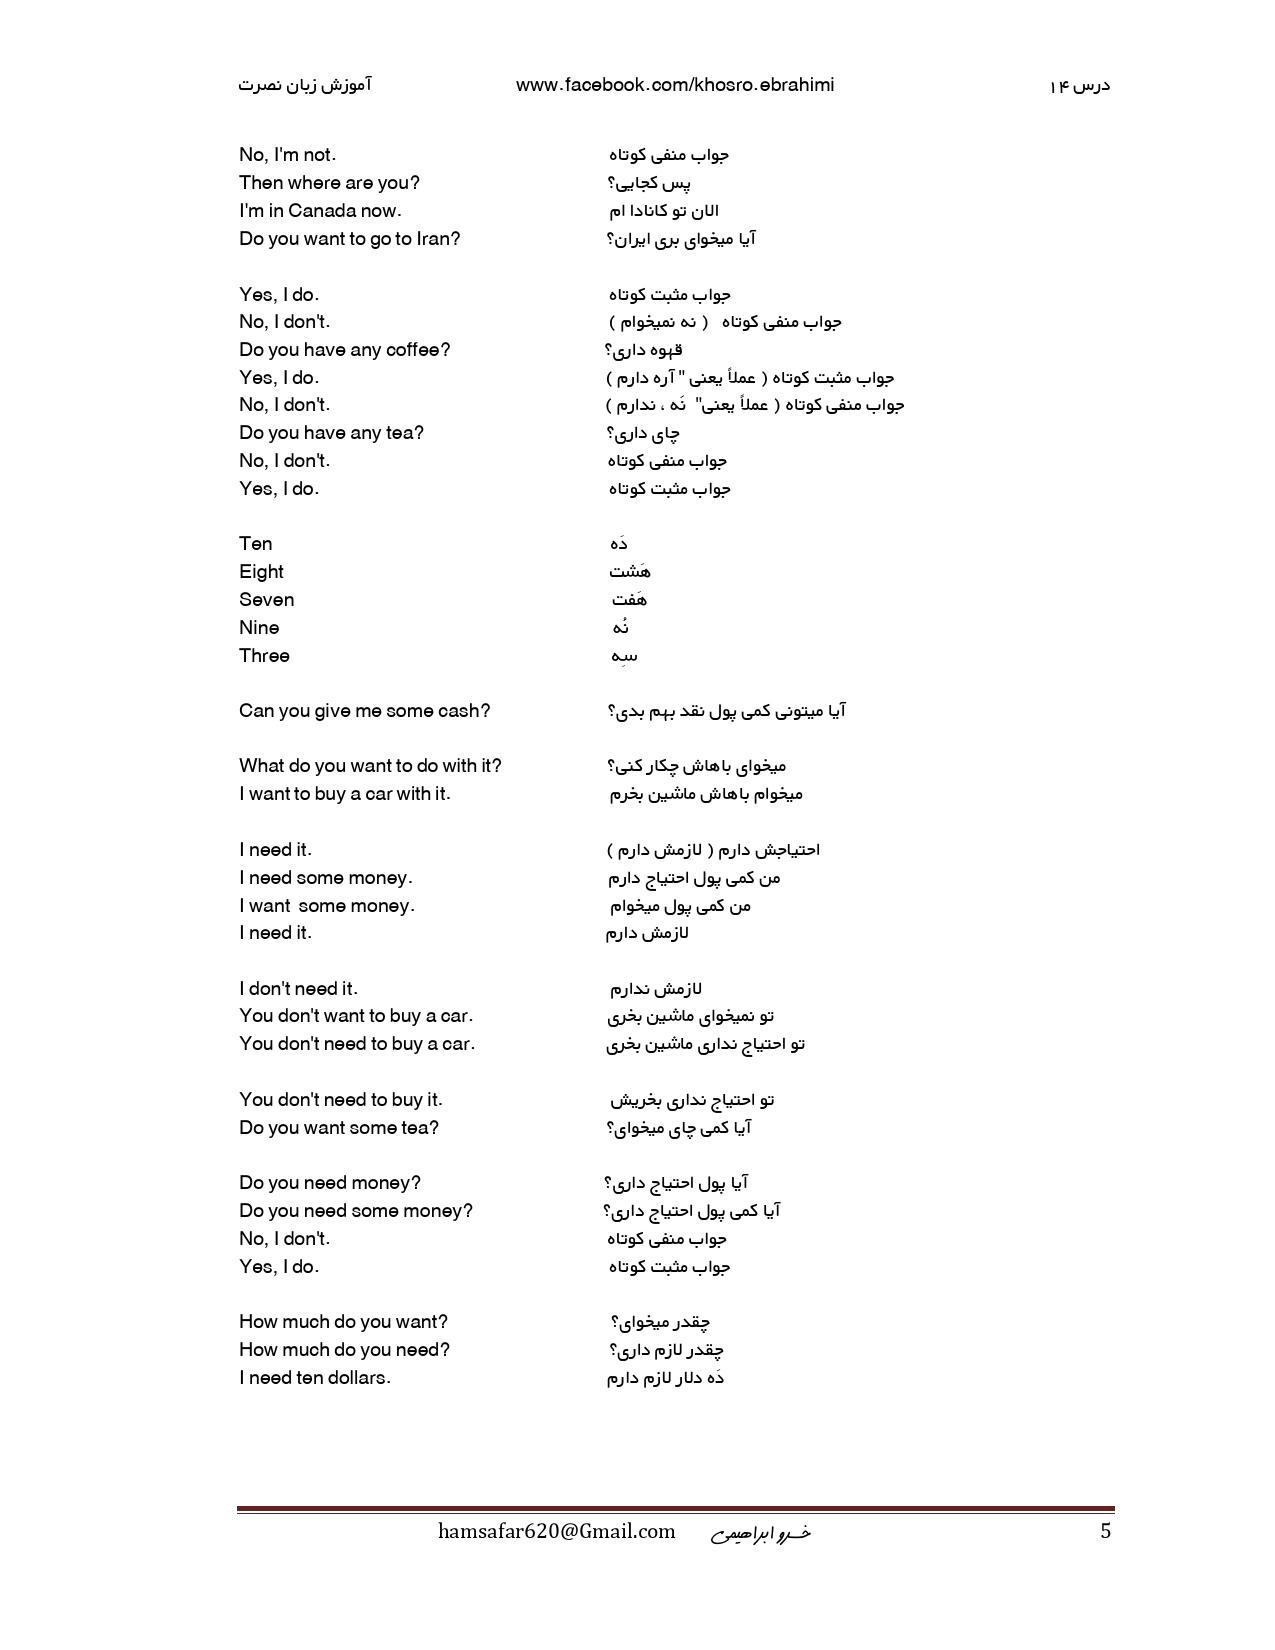 آموزش زبان نصرت www.facebook.com/khosro.ebrahimi درس ۱۴
No, I'm not. جواب منفی کوتاه
Then where are you? پس کجایی؟
I'm in Canada now. الان تو کانادا ام
Do you want to go to Iran? آیا میخوای بری ایران؟
Yes, I do. جواب مثبت کوتاه
No, I don't. جواب منفی کوتاه ( نه نمیخوام )
Do you have any coffee? قهوه داری؟
Yes, I do. جواب مثبت کوتاه ( عملاً یعنی " آره دارم )
No, I don't. جواب منفی کوتاه ( عملاً یعنی" نَه ، ندارم )
Do you have any tea? چای داری؟
No, I don't. جواب منفی کوتاه
Yes, I do. جواب مثبت کوتاه
Ten دَه
Eight هَشت
Seven هَفت
Nine نُه
Three سِه
Can you give me some cash? آیا میتونی کمی پول نقد بهم بدی؟
What do you want to do with it? میخوای باهاش چکار کنی؟
I want to buy a car with it. میخوام باهاش ماشین بخرم
I need it. احتیاجش دارم ( لازمش دارم )
I need some money. من کمی پول احتیاج دارم
I want some money. من کمی پول میخوام
I need it. لازمش دارم
I don't need it. لازمش ندارم
You don't want to buy a car. تو نمیخوای ماشین بخری
You don't need to buy a car. تو احتیاج نداری ماشین بخری
You don't need to buy it. تو احتیاج نداری بخریش
Do you want some tea? آیا کمی چای میخوای؟
Do you need money? آیا پول احتیاج داری؟
Do you need some money? آیا کمی پول احتیاج داری؟
No, I don't. جواب منفی کوتاه
Yes, I do. جواب مثبت کوتاه
How much do you want? چقدر میخوای؟
How much do you need? چقدر لازم داری؟
I need ten dollars. دَه دلار لازم دارم
hamsafar620@Gmail.com خسرو ابراهیمی 5